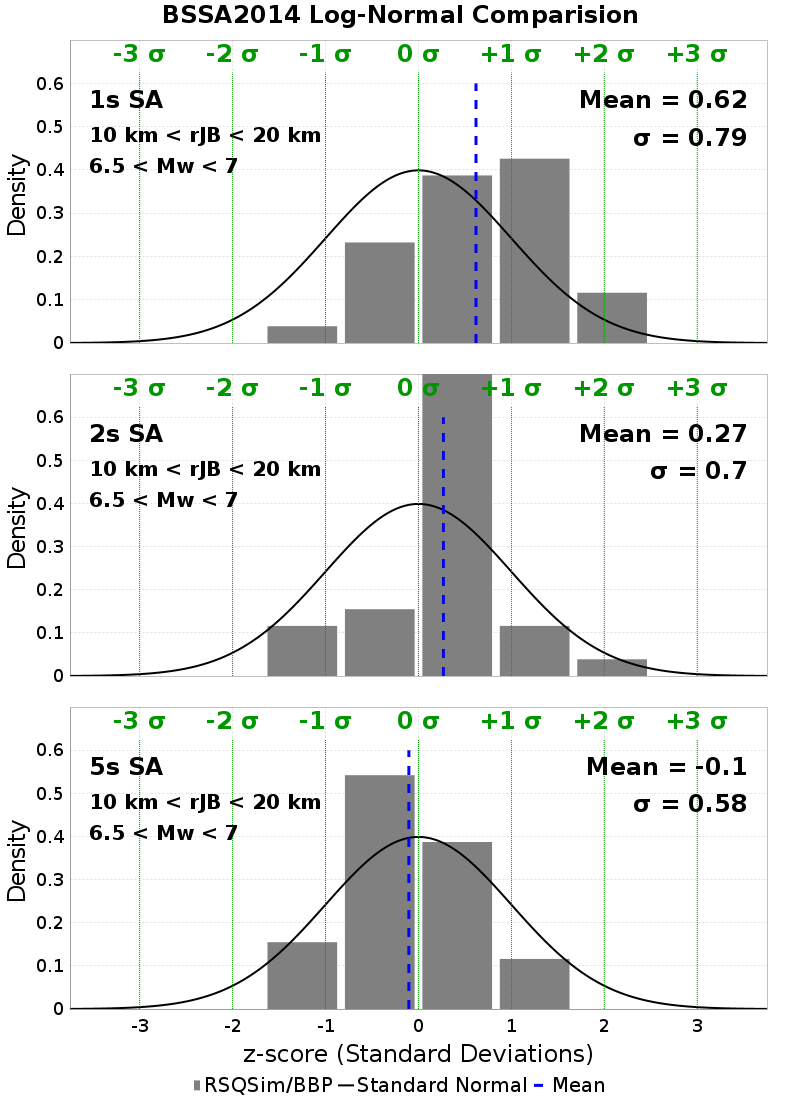 BSSA2014 Log-Normal Comparision
-3 σ -2 σ -1 σ 0 σ +1 σ +2 σ +3 σ
0.6
1s SA Mean = 0.62
0.5
10 km < rJB < 20 km σ = 0.79
6.5 < Mw < 7
0.4
Density
0.3
0.2
0.1
0
-3 σ -2 σ -1 σ 0 σ +1 σ +2 σ +3 σ
0.6
2s SA Mean = 0.27
0.5
10 km < rJB < 20 km σ = 0.7
6.5 < Mw < 7
0.4
Density
0.3
0.2
0.1
0
-3 σ -2 σ -1 σ 0 σ +1 σ +2 σ +3 σ
0.6
5s SA Mean = -0.1
0.5
10 km < rJB < 20 km σ = 0.58
6.5 < Mw < 7
0.4
Density
0.3
0.2
0.1
0
-3 -2 -1 0 1 2 3
z-score (Standard Deviations)
RSQSim/BBP Standard Normal Mean